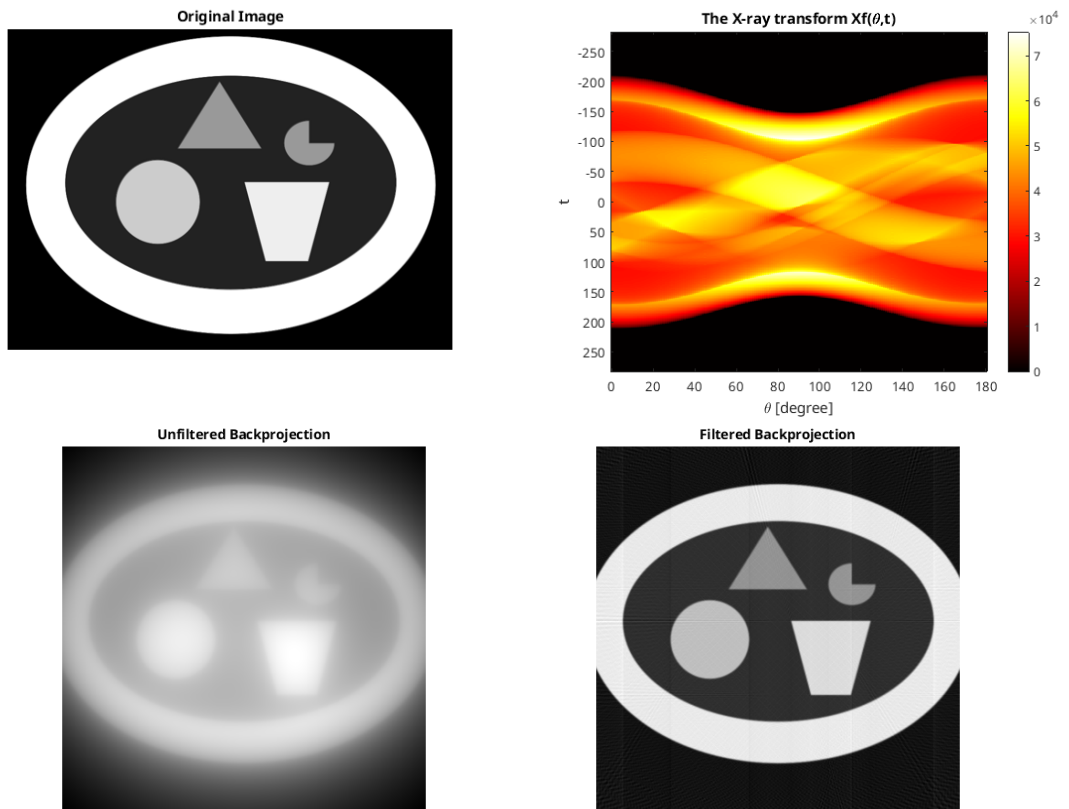 Original Image
The X-ray transform Xf(θ,t)
×10⁴
-250
-200
-150
-100
-50
0
50
100
150
200
250
t
7
6
5
4
3
2
1
0
0 20 40 60 80 100 120 140 160 180
θ [degree]
Unfiltered Backprojection
Filtered Backprojection